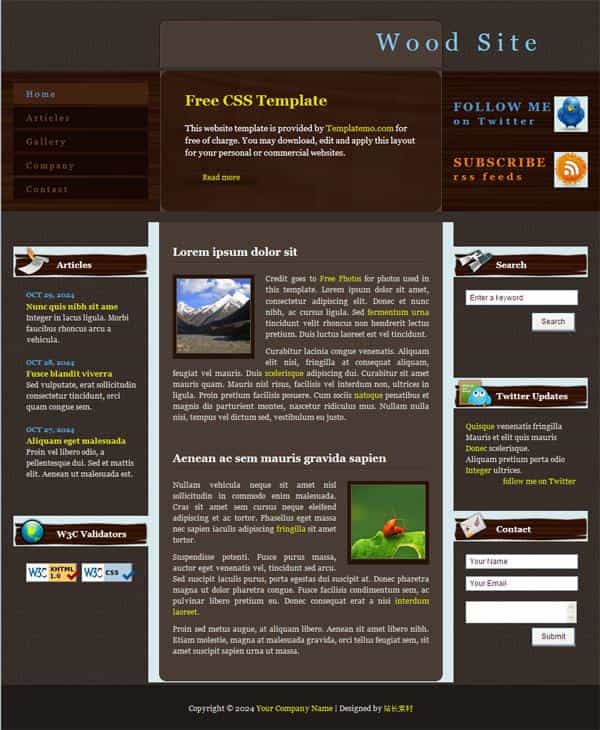 Wood Site
Home
Articles
Gallery
Company
Contact
Free CSS Template
This website template is provided by Templatemo.com for
free of charge. You may download, edit and apply this layout
for your personal or commercial websites.
Read more
FOLLOW ME
on Twitter
SUBSCRIBE
rss feeds
Articles
OCT 29, 2024
Nunc quis nibh sit ame
Integer in lacus ligula. Morbi
faucibus rhoncus arcu a
vehicula.
OCT 28, 2024
Fusce blandit viverra
Sed vulputate, erat sollicitudin
consectetur tincidunt, orci
quam congue sem.
OCT 27, 2024
Aliquam eget malesuada
Proin vel libero odio, a
pellentesque dui. Sed et mattis
elit. Aenean ut malesuada est.
W3C Validators
W3C XHTML 1.0
W3C CSS
Lorem ipsum dolor sit
Credit goes to Free Photos for photos used in
this template. Lorem ipsum dolor sit amet,
consectetur adipiscing elit. Donec et nunc
nibh, ac cursus ligula. Sed fermentum urna
tincidunt velit rhoncus non hendrerit lectus
pretium. Duis luctus laoreet est vel tincidunt.
Curabitur lacinia congue venenatis. Aliquam
elit nisl, fringilla at consequat aliquam,
feugiat vel mauris. Duis scelerisque adipiscing dui. Curabitur sit amet
mauris quam. Mauris nisl risus, facilisis vel interdum non, ultrices in
ligula. Proin pretium facilisis posuere. Cum sociis natoque penatibus et
magnis dis parturient montes, nascetur ridiculus mus. Nullam nulla
nisi, tempus vel dictum sed, vestibulum eu justo.
Aenean ac sem mauris gravida sapien
Nullam vehicula neque sit amet nisl
sollicitudin in commodo enim malesuada.
Cras sit amet sem cursus neque eleifend
adipiscing et ac tortor. Phasellus eget massa
nec sapien iaculis adipiscing fringilla sit amet
tortor.
Suspendisse potenti. Fusce purus massa,
auctor eget venenatis vel, tincidunt sed arcu.
Sed suscipit iaculis purus, porta egestas dui suscipit at. Donec pharetra
magna ut dolor pharetra congue. Fusce facilisis condimentum sem, ac
pulvinar libero pretium eu. Donec consequat erat a nisi interdum
laoreet.
Proin sed metus augue, at aliquam libero. Aenean sit amet libero nibh.
Etiam molestie, magna at malesuada gravida, orci tellus feugiat sem, sit
amet suscipit sapien urna ut massa.
Search
Enter a keyword
Search
Twitter Updates
Quisque venenatis fringilla
Mauris et elit quis mauris
Donec scelerisque.
Aliquam pretium porta odio
Integer ultrices.
follow me on Twitter
Contact
Your Name
Your Email
Submit
Copyright © 2024 Your Company Name | Designed by 站长素材